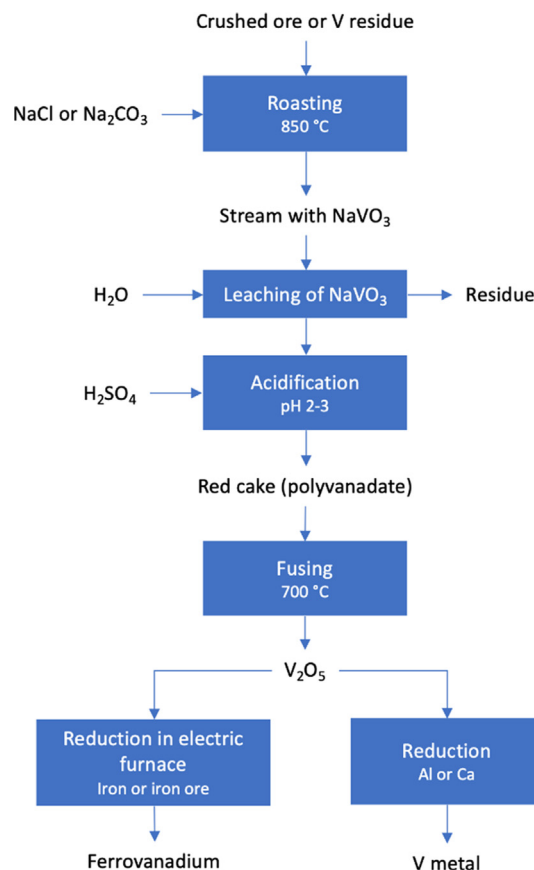 Crushed ore or V residue
Roasting
850 °C
NaCl or Na₂CO₃
Stream with NaVO₃
H₂O
Leaching of NaVO₃
Residue
Acidification
pH 2-3
H₂SO₄
Red cake (polyvanadate)
Fusing
700 °C
V₂O₅
Reduction in electric
furnace
Iron or iron ore
Reduction
Al or Ca
Ferrovanadium
V metal